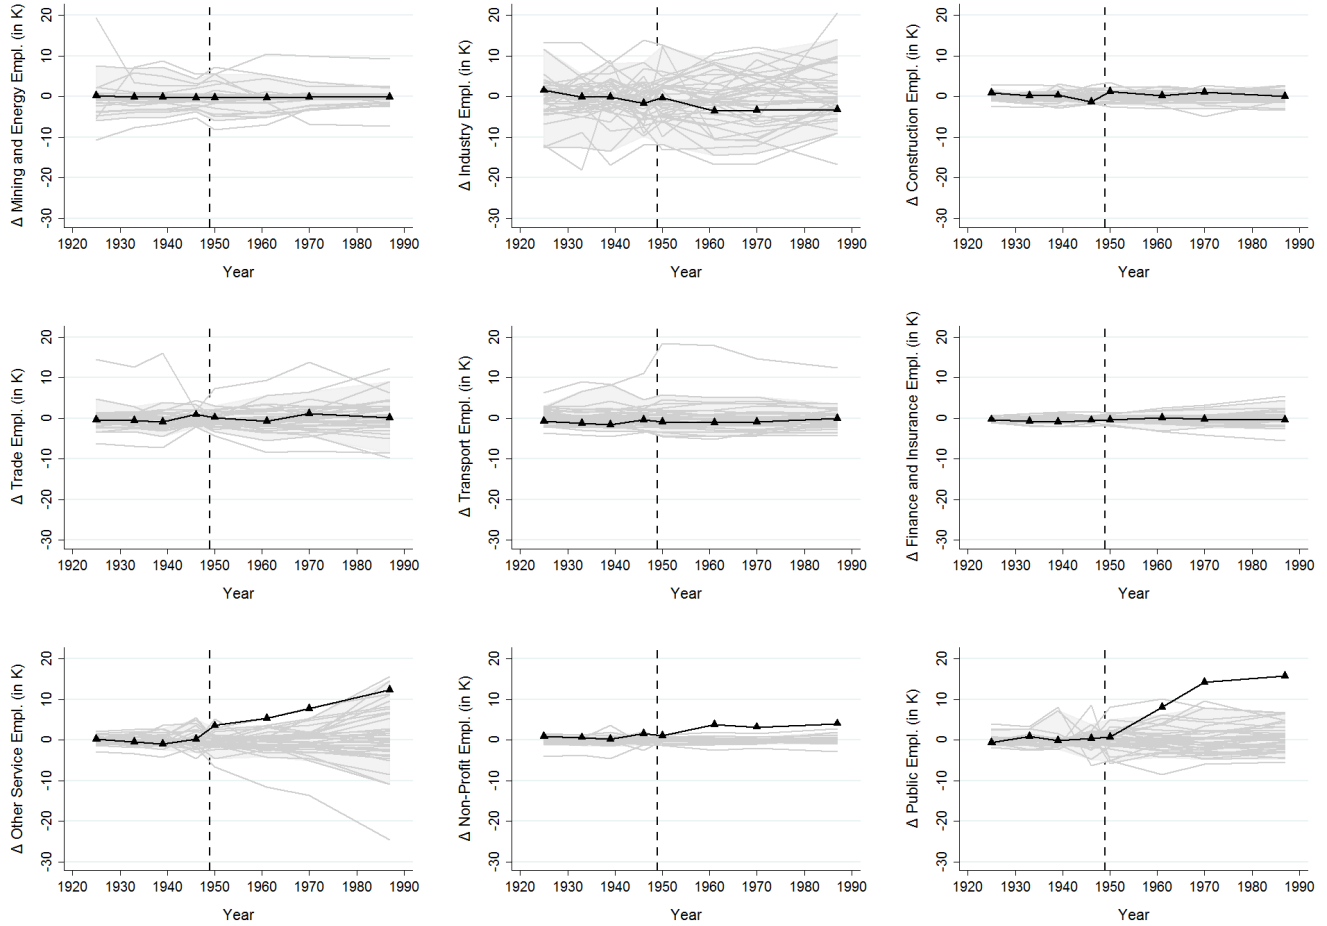 Δ Mining and Energy Empl. (in K)
20
10
0
-10
-20
-30
1920 1930 1940 1950 1960 1970 1980 1990
Year
Δ Industry Empl. (in K)
20
10
0
-10
-20
-30
1920 1930 1940 1950 1960 1970 1980 1990
Year
Δ Construction Empl. (in K)
20
10
0
-10
-20
-30
1920 1930 1940 1950 1960 1970 1980 1990
Year
Δ Trade Empl. (in K)
20
10
0
-10
-20
-30
1920 1930 1940 1950 1960 1970 1980 1990
Year
Δ Transport Empl. (in K)
20
10
0
-10
-20
-30
1920 1930 1940 1950 1960 1970 1980 1990
Year
Δ Finance and Insurance Empl. (in K)
20
10
0
-10
-20
-30
1920 1930 1940 1950 1960 1970 1980 1990
Year
Δ Other Service Empl. (in K)
20
10
0
-10
-20
-30
1920 1930 1940 1950 1960 1970 1980 1990
Year
Δ Non-Profit Empl. (in K)
20
10
0
-10
-20
-30
1920 1930 1940 1950 1960 1970 1980 1990
Year
Δ Public Empl. (in K)
20
10
0
-10
-20
-30
1920 1930 1940 1950 1960 1970 1980 1990
Year